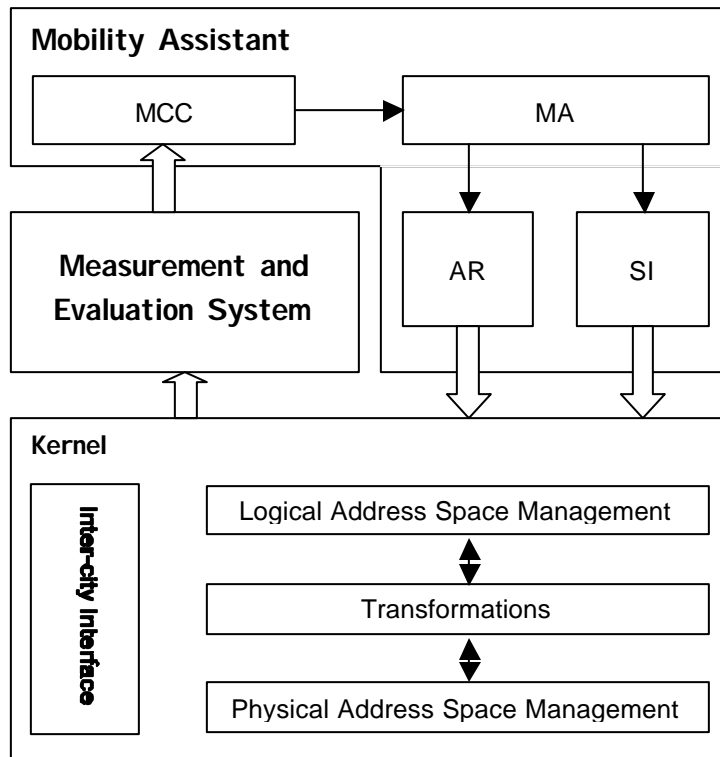 Mobility Assistant
MCC
MA
Measurement and
Evaluation System
AR
SI
Kernel
Inter-city Interface
Logical Address Space Management
Transformations
Physical Address Space Management